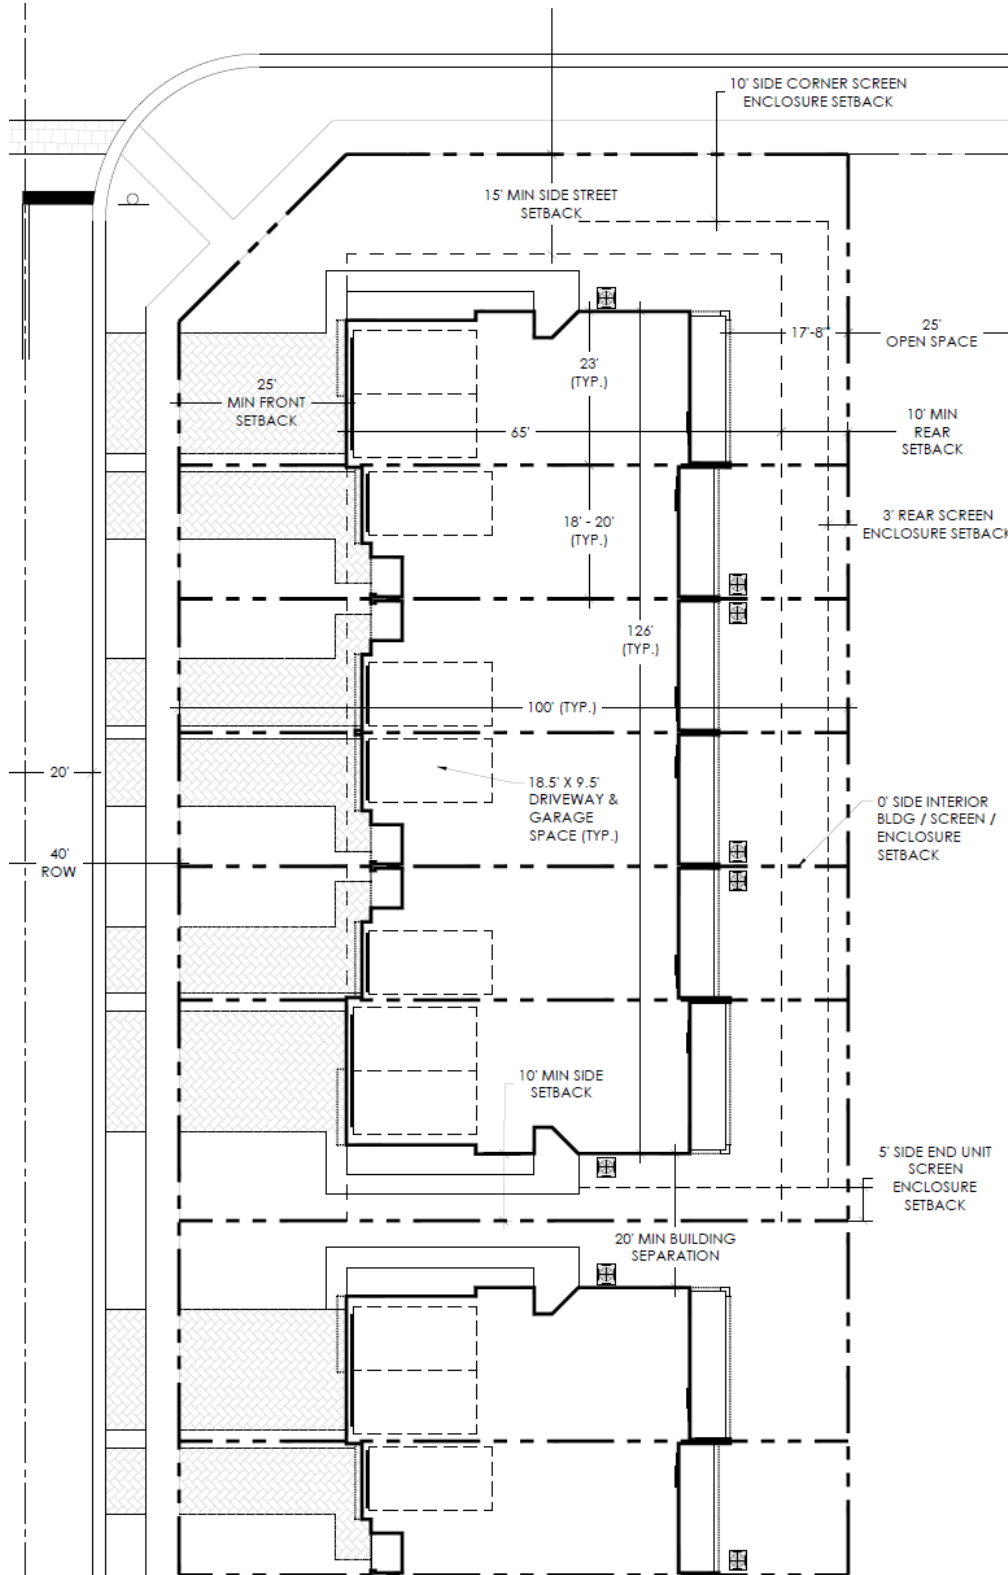 10' SIDE CORNER SCREEN
ENCLOSURE SETBACK
15' MIN SIDE STREET
SETBACK
17'-8"
25'
OPEN SPACE
23'
(TYP.)
25'
MIN FRONT
SETBACK
65'
10' MIN
REAR
SETBACK
18' - 20'
(TYP.)
3' REAR SCREEN
ENCLOSURE SETBACK
126'
(TYP.)
100' (TYP.)
20'
18.5' X 9.5'
DRIVEWAY &
GARAGE
SPACE (TYP.)
0' SIDE INTERIOR
BLDG / SCREEN /
ENCLOSURE
SETBACK
40'
ROW
10' MIN SIDE
SETBACK
5' SIDE END UNIT
SCREEN
ENCLOSURE
SETBACK
20' MIN BUILDING
SEPARATION